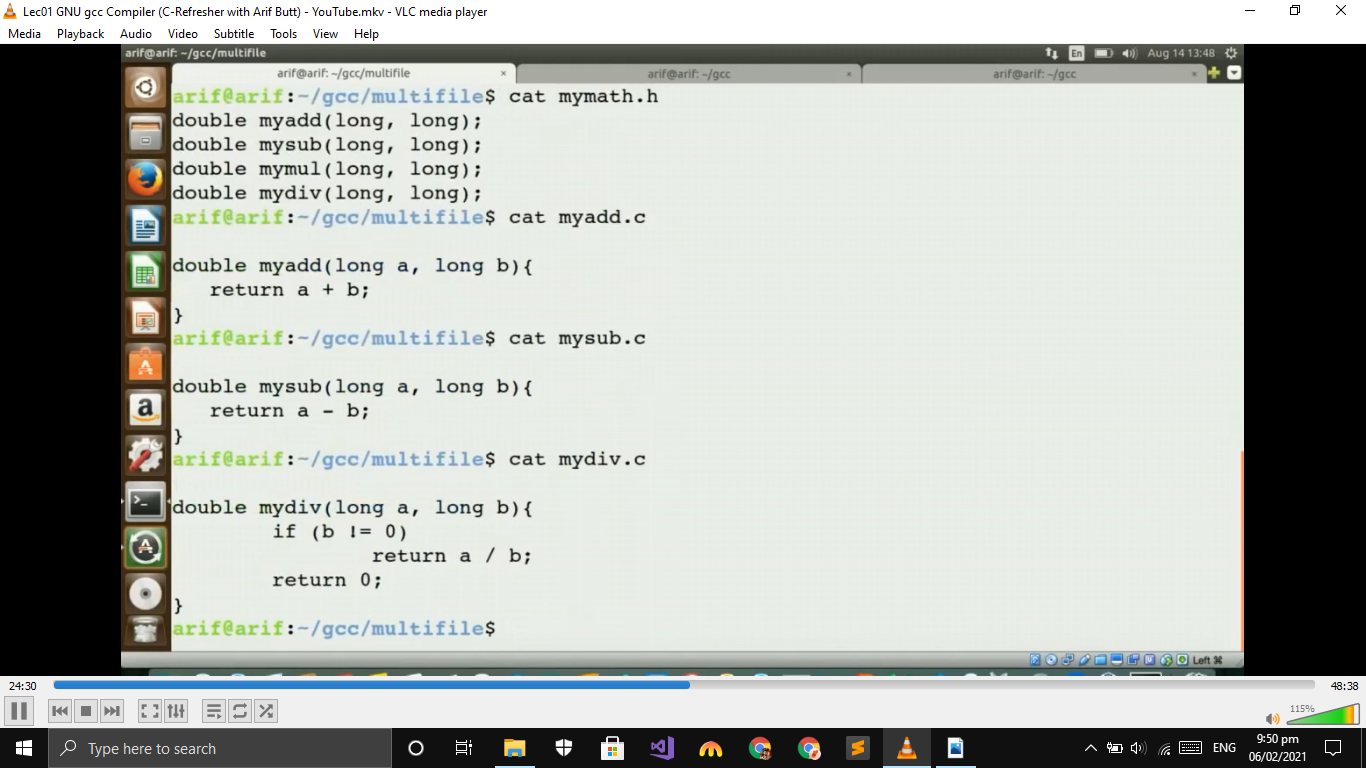 Lec01 GNU gcc Compiler (C-Refresher with Arif Butt) - YouTube.mkv - VLC media player
Media Playback Audio Video Subtitle Tools View Help
arif@arif: ~/gcc/multifile
En
Aug 14 13:48
arif@arif: ~/gcc/multifile × arif@arif: ~/gcc × arif@arif: ~/gcc ×
arif@arif:~/gcc/multifile$ cat mymath.h
double myadd(long, long);
double mysub(long, long);
double mymul(long, long);
double mydiv(long, long);
arif@arif:~/gcc/multifile$ cat myadd.c
double myadd(long a, long b){
   return a + b;
}
arif@arif:~/gcc/multifile$ cat mysub.c
double mysub(long a, long b){
   return a - b;
}
arif@arif:~/gcc/multifile$ cat mydiv.c
double mydiv(long a, long b){
        if (b != 0)
                return a / b;
        return 0;
}
arif@arif:~/gcc/multifile$
Left ⌘
24:30
48:38
115%
Type here to search
ENG
9:50 pm
06/02/2021